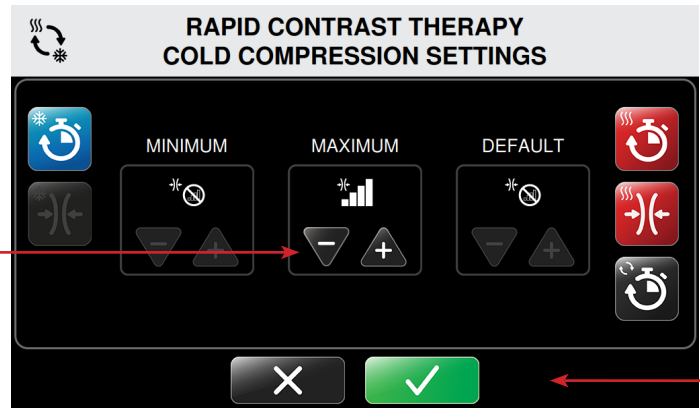 RAPID CONTRAST THERAPY
COLD COMPRESSION SETTINGS
MINIMUM MAXIMUM DEFAULT